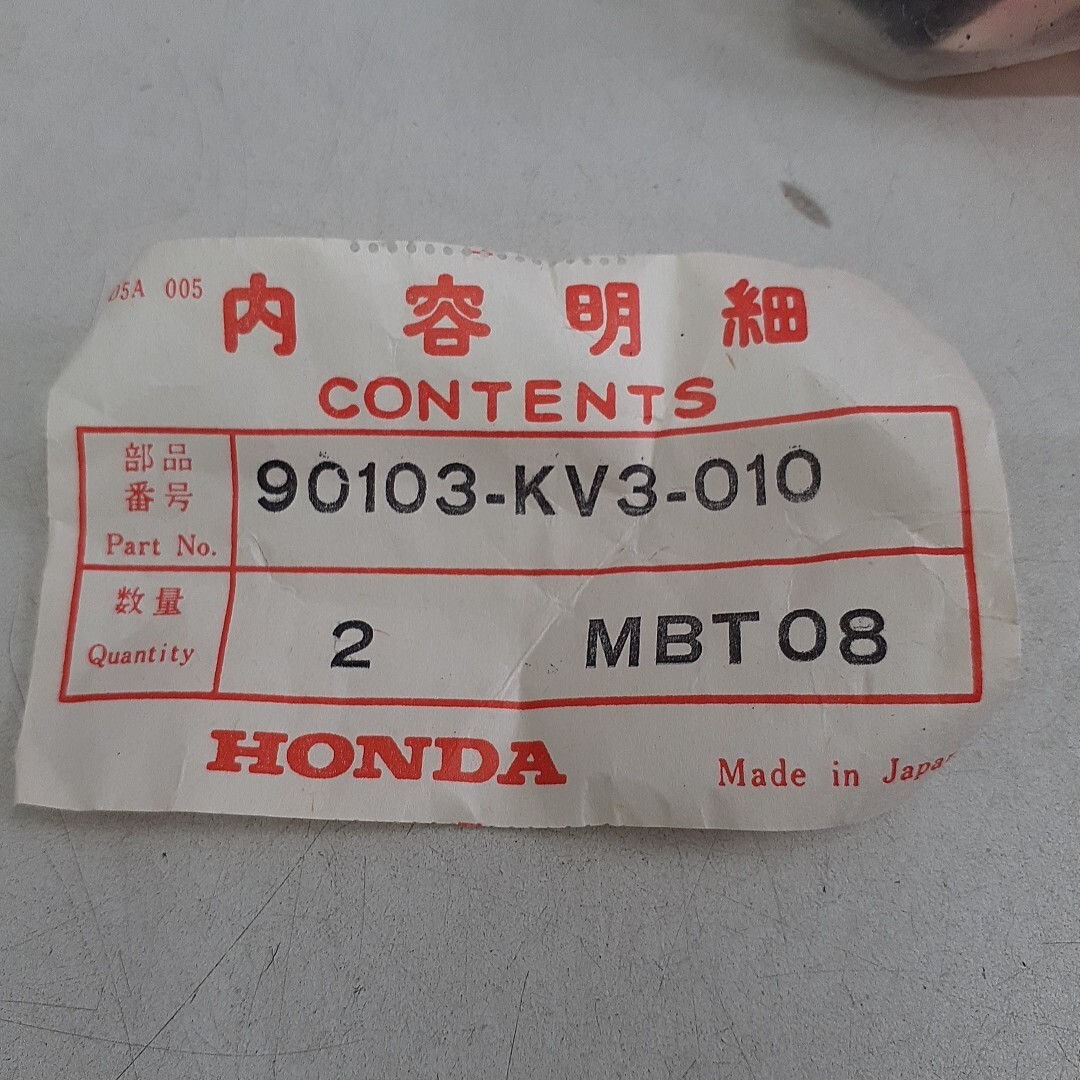 05A 005
内容明細
CONTENTS
部品
番号
Part No.
90103-KV3-010
数量
Quantity
2 MBT08
HONDA
Made in Japan